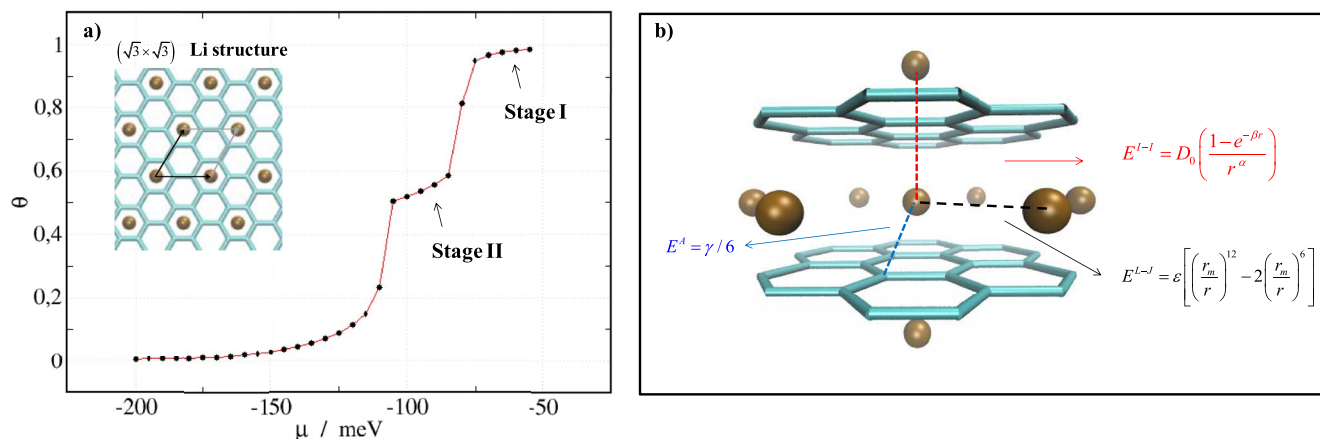 a)
(√3×√3) Li structure
Stage I
Stage II
1
0,8
0,6
0,4
0,2
0
θ
-200
-150
-100
-50
μ / meV
b)
E^{I-I} = D_0 ( (1-e^{-βr}) / r^α )
E^A = γ/6
E^{L-J} = ε[ (r_m / r)^{12} - 2 (r_m / r)^6 ]